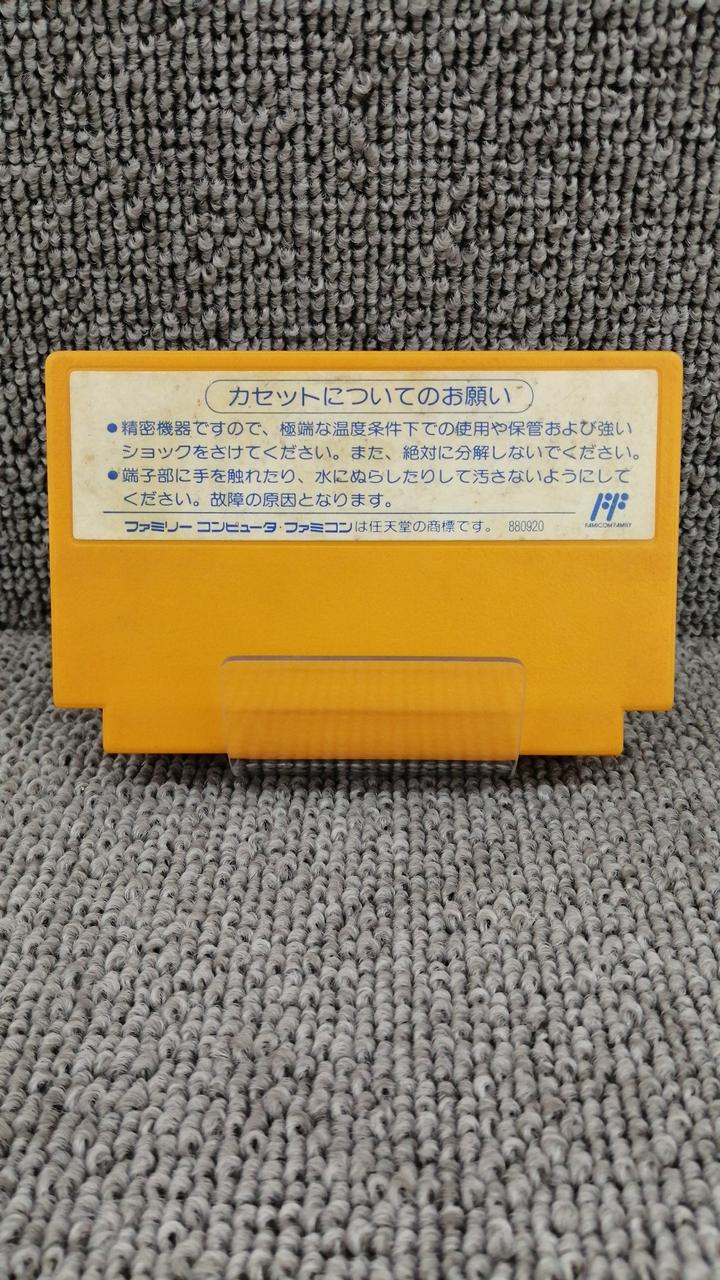 カセットについてのお願い
●精密機器ですので、極端な温度条件下での使用や保管および強い
ショックをさけてください。また、絶対に分解しないでください。
●端子部に手を触れたり、水にぬらしたりして汚さないようにして
ください。故障の原因となります。
ファミリー コンピュータ・ファミコンは任天堂の商標です。 880920
FAMICOM FAMILY